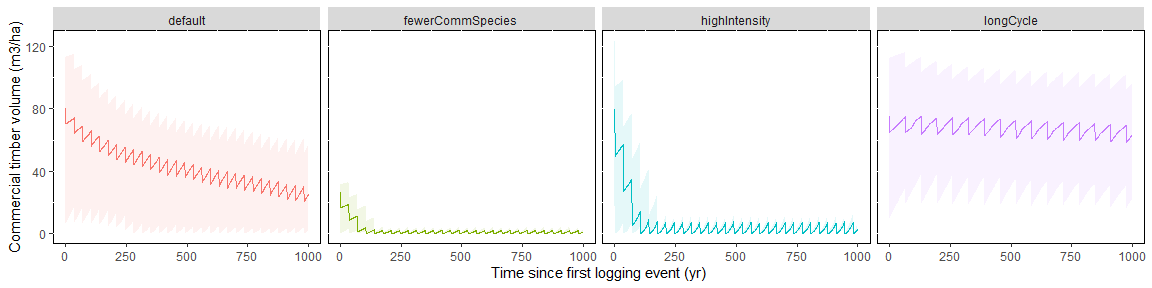 default fewerCommSpecies highIntensity longCycle
Commercial timber volume (m3/ha)
120
80
40
0
0 250 500 750 1000 0 250 500 750 1000 0 250 500 750 1000 0 250 500 750 1000
Time since first logging event (yr)